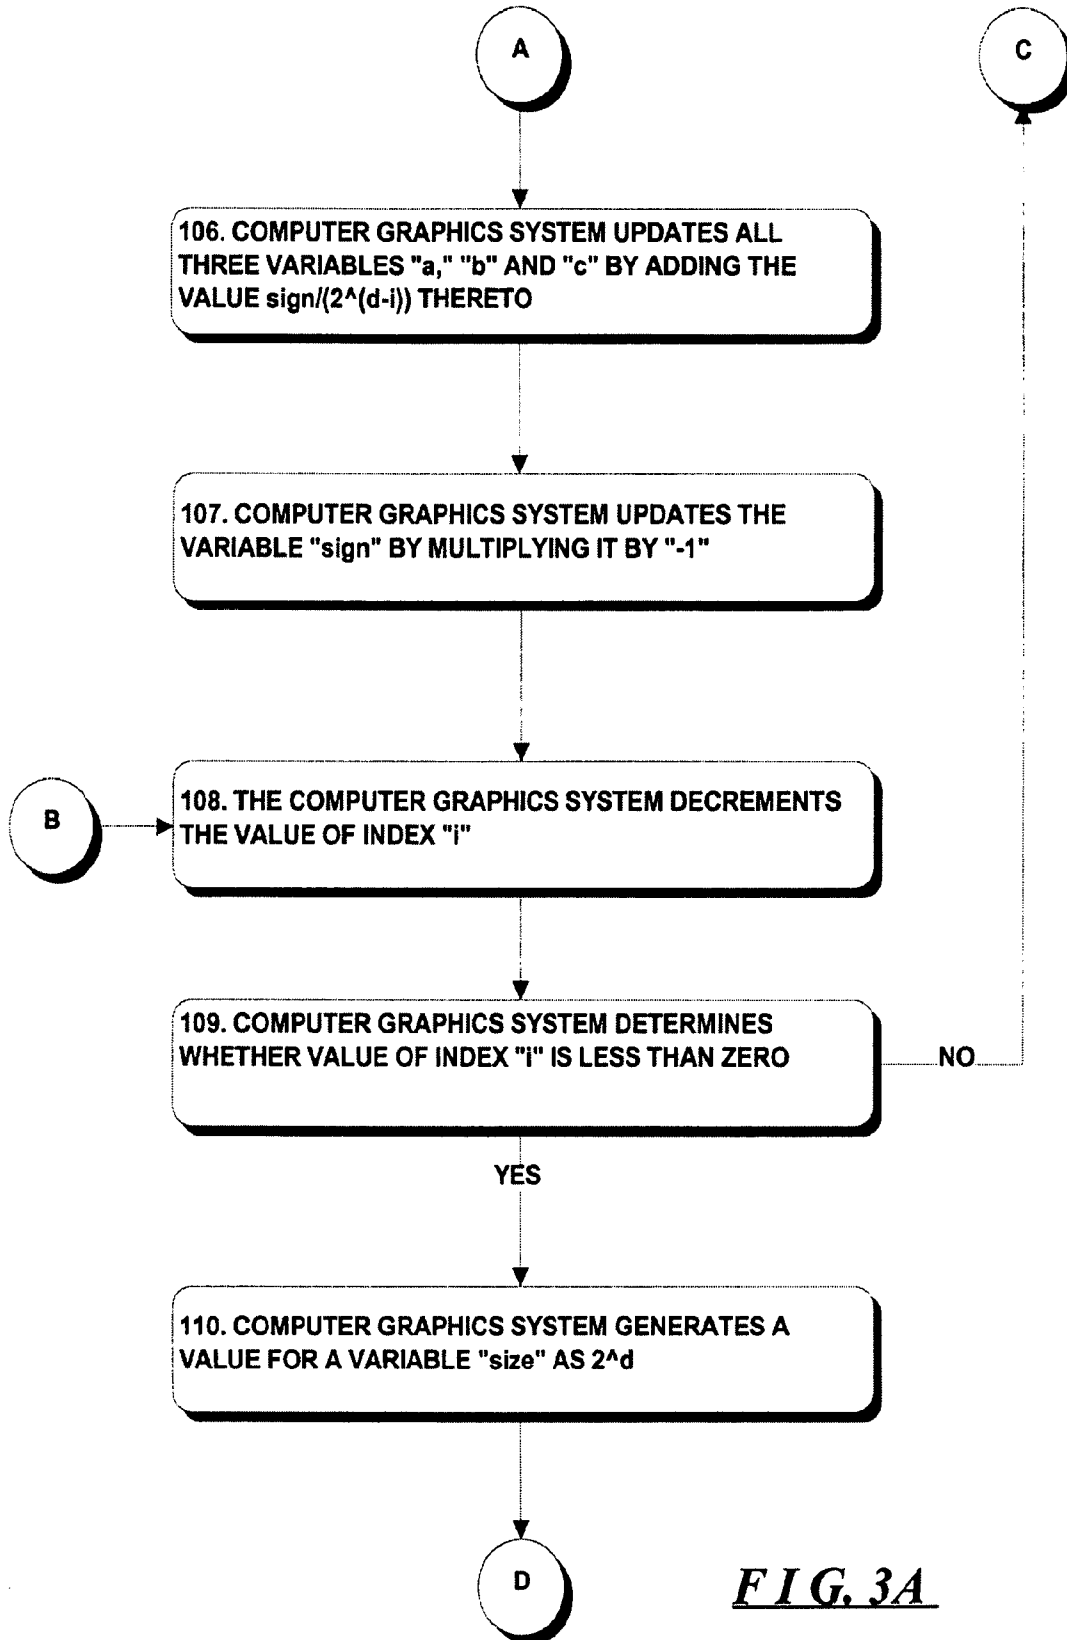 A
C
106. COMPUTER GRAPHICS SYSTEM UPDATES ALL
THREE VARIABLES "a," "b" AND "c" BY ADDING THE
VALUE sign/(2^(d-i)) THERETO
107. COMPUTER GRAPHICS SYSTEM UPDATES THE
VARIABLE "sign" BY MULTIPLYING IT BY "-1"
B
108. THE COMPUTER GRAPHICS SYSTEM DECREMENTS
THE VALUE OF INDEX "i"
109. COMPUTER GRAPHICS SYSTEM DETERMINES
WHETHER VALUE OF INDEX "i" IS LESS THAN ZERO
NO
YES
110. COMPUTER GRAPHICS SYSTEM GENERATES A
VALUE FOR A VARIABLE "size" AS 2^d
D
FIG. 3A